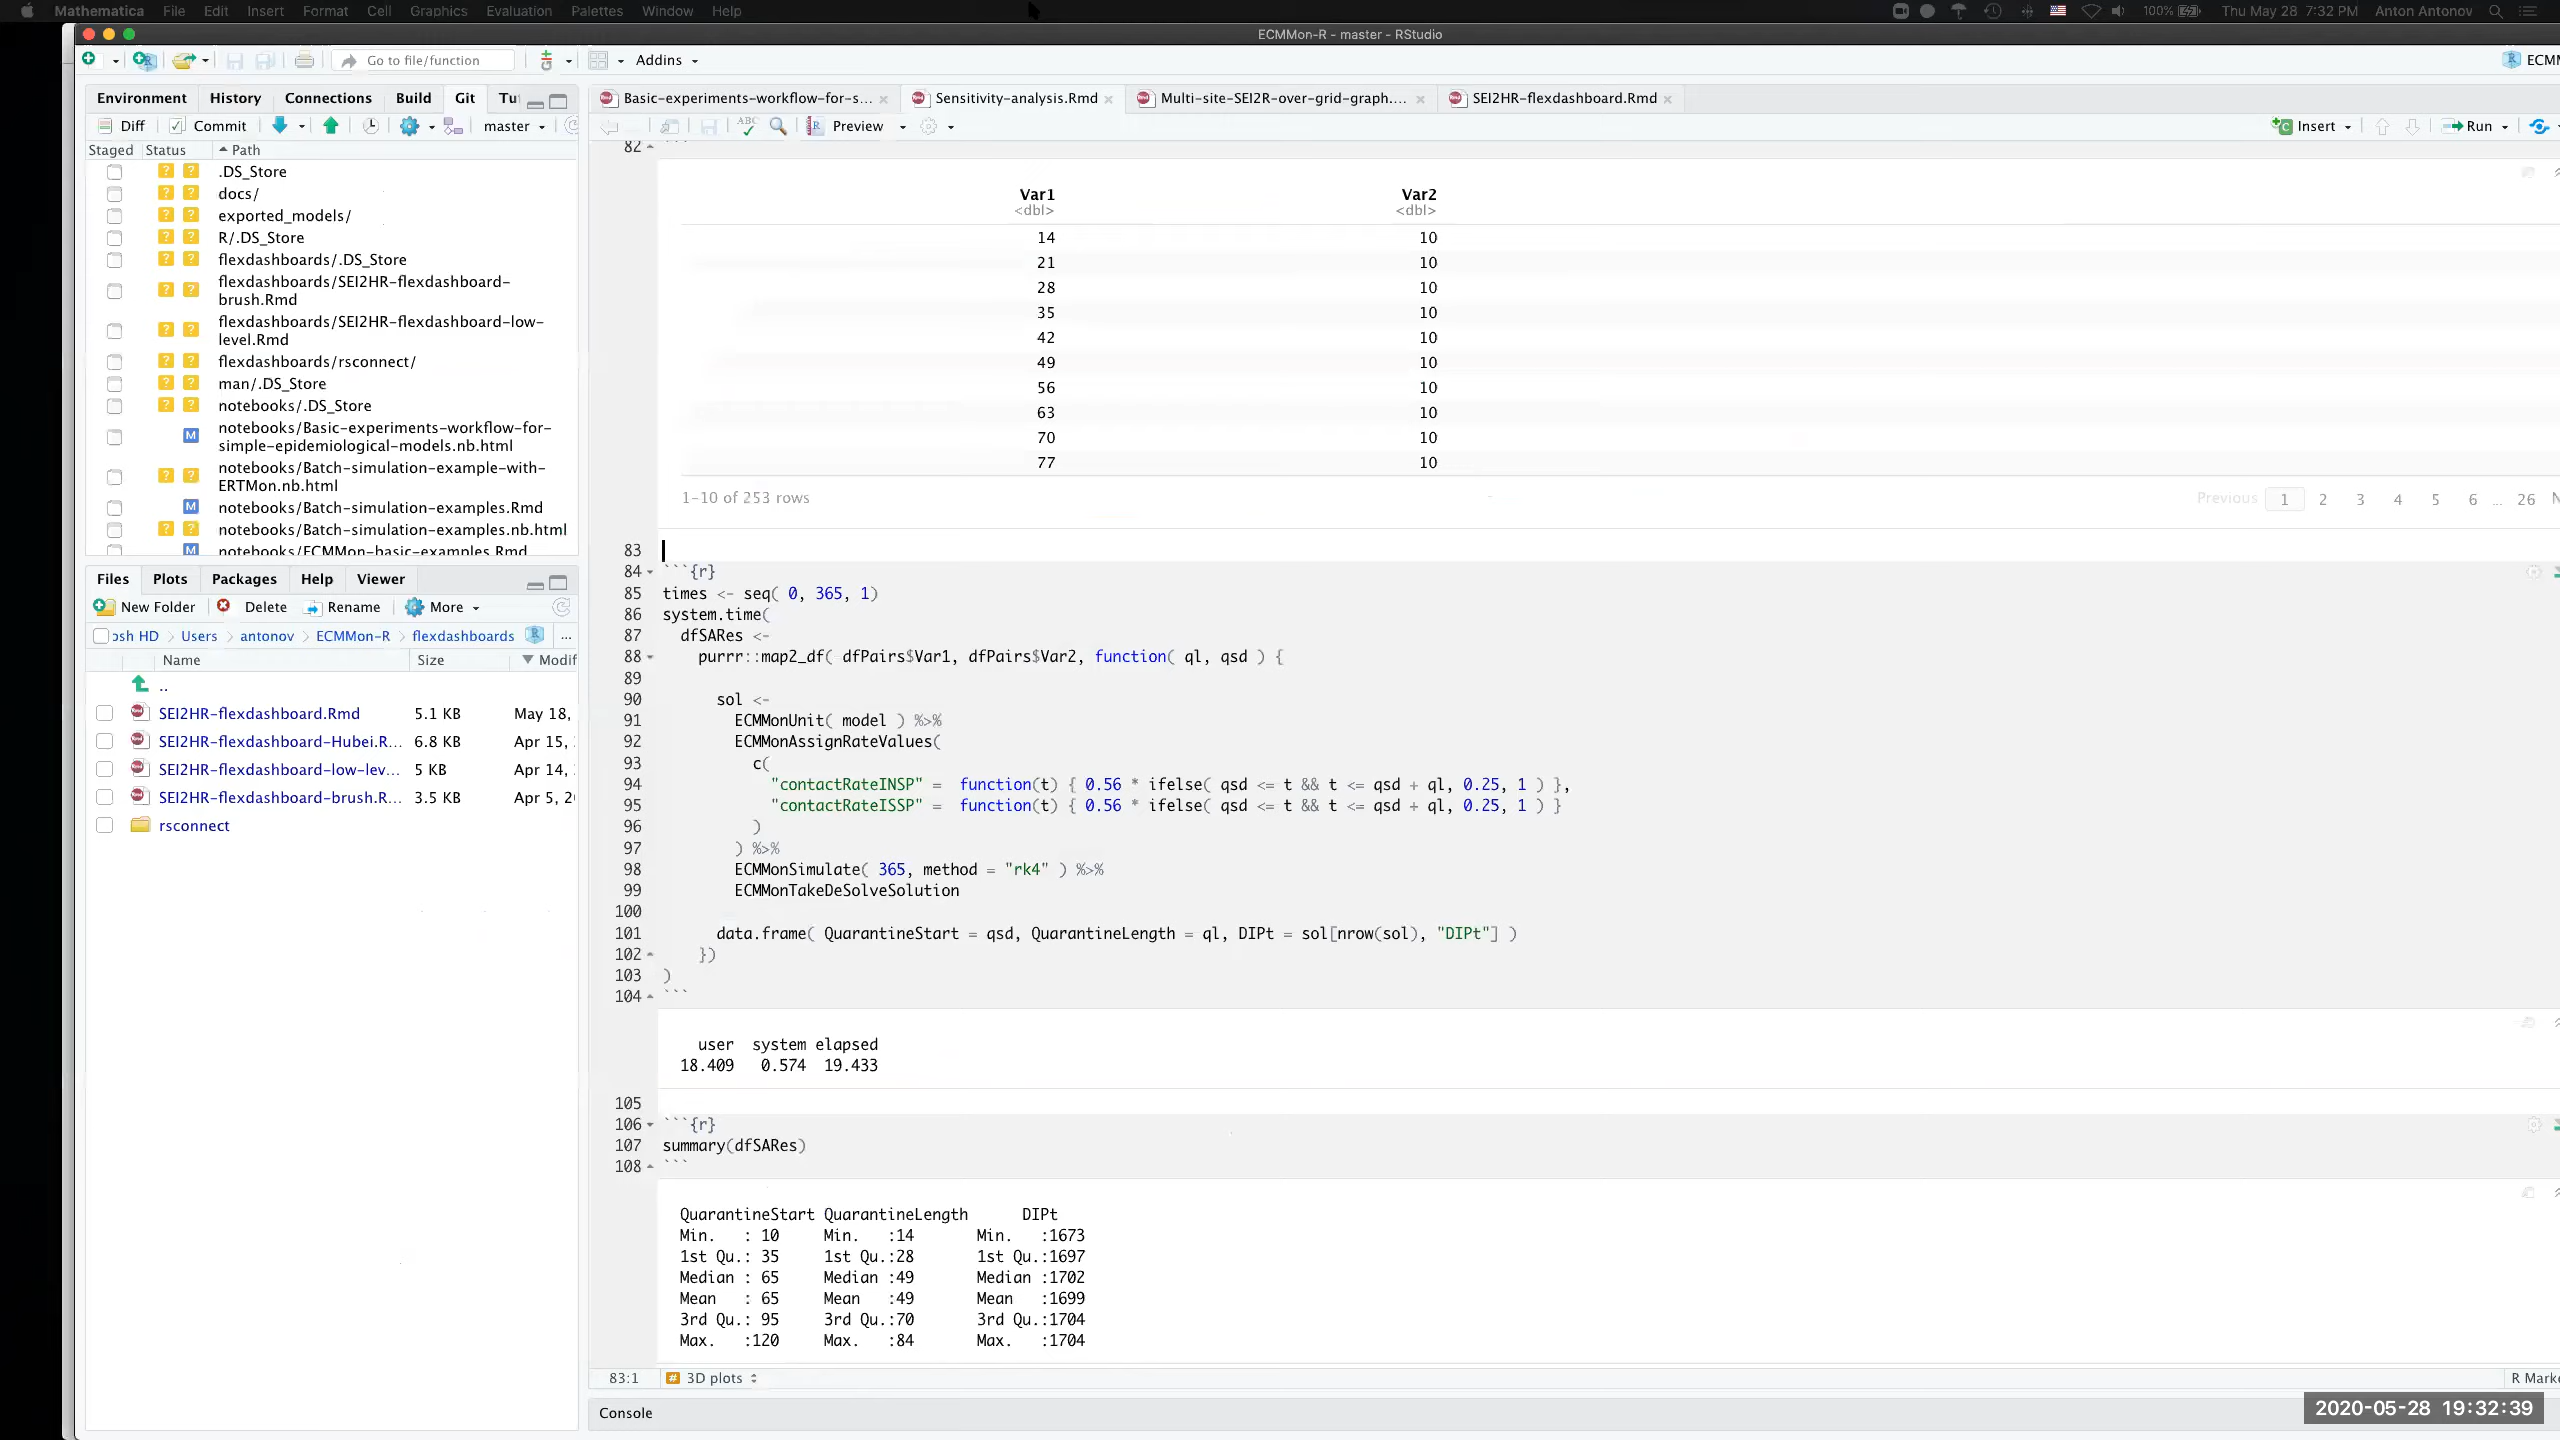 Mathematica File Edit Insert Format Cell Graphics Evaluation Palettes Window Help 100% Thu May 28 7:32 PM Anton Antonov
ECMMon-R - master - RStudio
Go to file/function Addins
Environment History Connections Build Git
Diff Commit master
Staged Status Path
.DS_Store
docs/
exported_models/
R/.DS_Store
flexdashboards/.DS_Store
flexdashboards/SEI2HR-flexdashboard-
brush.Rmd
flexdashboards/SEI2HR-flexdashboard-low-
level.Rmd
flexdashboards/rsconnect/
man/.DS_Store
notebooks/.DS_Store
notebooks/Basic-experiments-workflow-for-
simple-epidemiological-models.nb.html
notebooks/Batch-simulation-example-with-
ERTMon.nb.html
notebooks/Batch-simulation-examples.Rmd
notebooks/Batch-simulation-examples.nb.html
notebooks/ECMMon-basic-examples.Rmd
Files Plots Packages Help Viewer
New Folder Delete Rename More
osh HD Users antonov ECMMon-R flexdashboards ...
Name Size Modif
..
SEI2HR-flexdashboard.Rmd 5.1 KB May 18,
SEI2HR-flexdashboard-Hubei.R... 6.8 KB Apr 15,
SEI2HR-flexdashboard-low-lev... 5 KB Apr 14,
SEI2HR-flexdashboard-brush.R... 3.5 KB Apr 5, 2
rsconnect
Basic-experiments-workflow-for-s... Sensitivity-analysis.Rmd Multi-site-SEI2R-over-grid-graph.... SEI2HR-flexdashboard.Rmd
Preview Insert Run
82 ```
Var1 Var2
<dbl> <dbl>
14 10
21 10
28 10
35 10
42 10
49 10
56 10
63 10
70 10
77 10
1-10 of 253 rows Previous 1 2 3 4 5 6 ... 26
83
84 ```{r}
85 times <- seq( 0, 365, 1)
86 system.time(
87 dfSARes <-
88 purrr::map2_df( dfPairs$Var1, dfPairs$Var2, function( ql, qsd ) {
89
90 sol <-
91 ECMMonUnit( model ) %>%
92 ECMMonAssignRateValues(
93 c(
94 "contactRateINSP" = function(t) { 0.56 * ifelse( qsd <= t && t <= qsd + ql, 0.25, 1 ) },
95 "contactRateISSP" = function(t) { 0.56 * ifelse( qsd <= t && t <= qsd + ql, 0.25, 1 ) }
96 )
97 ) %>%
98 ECMMonSimulate( 365, method = "rk4" ) %>%
99 ECMMonTakeDeSolveSolution
100
101 data.frame( QuarantineStart = qsd, QuarantineLength = ql, DIPt = sol[nrow(sol), "DIPt"] )
102 })
103 )
104 ```
user system elapsed
18.409 0.574 19.433
105
106 ```{r}
107 summary(dfSARes)
108 ```
QuarantineStart QuarantineLength DIPt
Min. : 10 Min. :14 Min. :1673
1st Qu.: 35 1st Qu.:28 1st Qu.:1697
Median : 65 Median :49 Median :1702
Mean : 65 Mean :49 Mean :1699
3rd Qu.: 95 3rd Qu.:70 3rd Qu.:1704
Max. :120 Max. :84 Max. :1704
83:1 3D plots
Console
2020-05-28 19:32:39